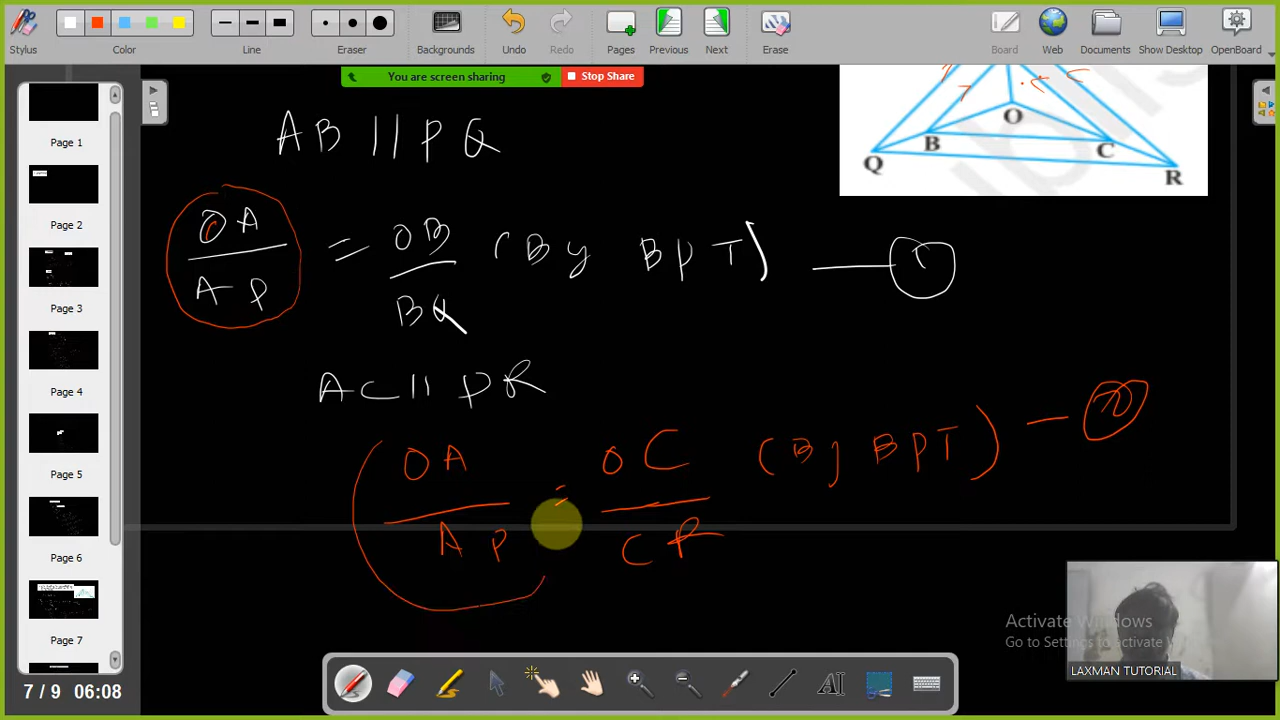 Stylus
Color
Line
Eraser
Backgrounds
Undo
Redo
Pages
Previous
Next
Erase
Board
Web
Documents
Show Desktop
OpenBoard
You are screen sharing
Stop Share
Page 1
Page 2
Page 3
Page 4
Page 5
Page 6
Page 7
7 / 9 06:08
AB || PQ
OA/AP = OB/BQ (By BPT) — 1
AC || PR
OA/AP = OC/CR (By BPT) —
O
B
C
Q
R
Activate Windows
Go to Settings to activate W
LAXMAN TUTORIAL
AI